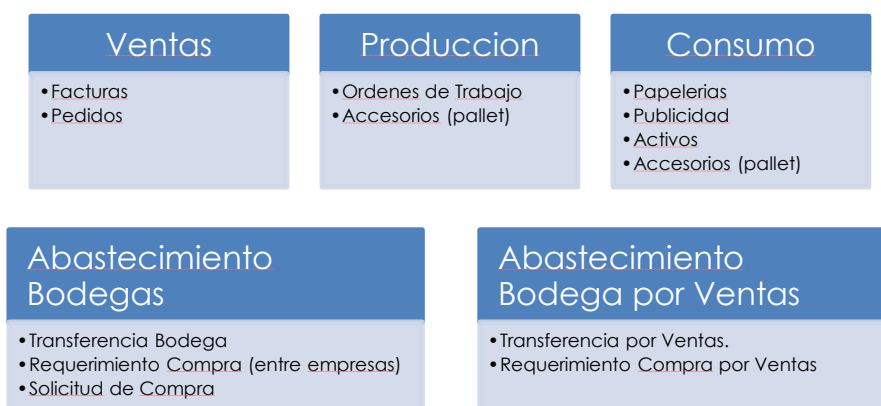 Ventas
• Facturas
• Pedidos
Produccion
• Ordenes de Trabajo
• Accesorios (pallet)
Consumo
• Papelerias
• Publicidad
• Activos
• Accesorios (pallet)
Abastecimiento
Bodegas
• Transferencia Bodega
• Requerimiento Compra (entre empresas)
• Solicitud de Compra
Abastecimiento
Bodega por Ventas
• Transferencia por Ventas.
• Requerimiento Compra por Ventas